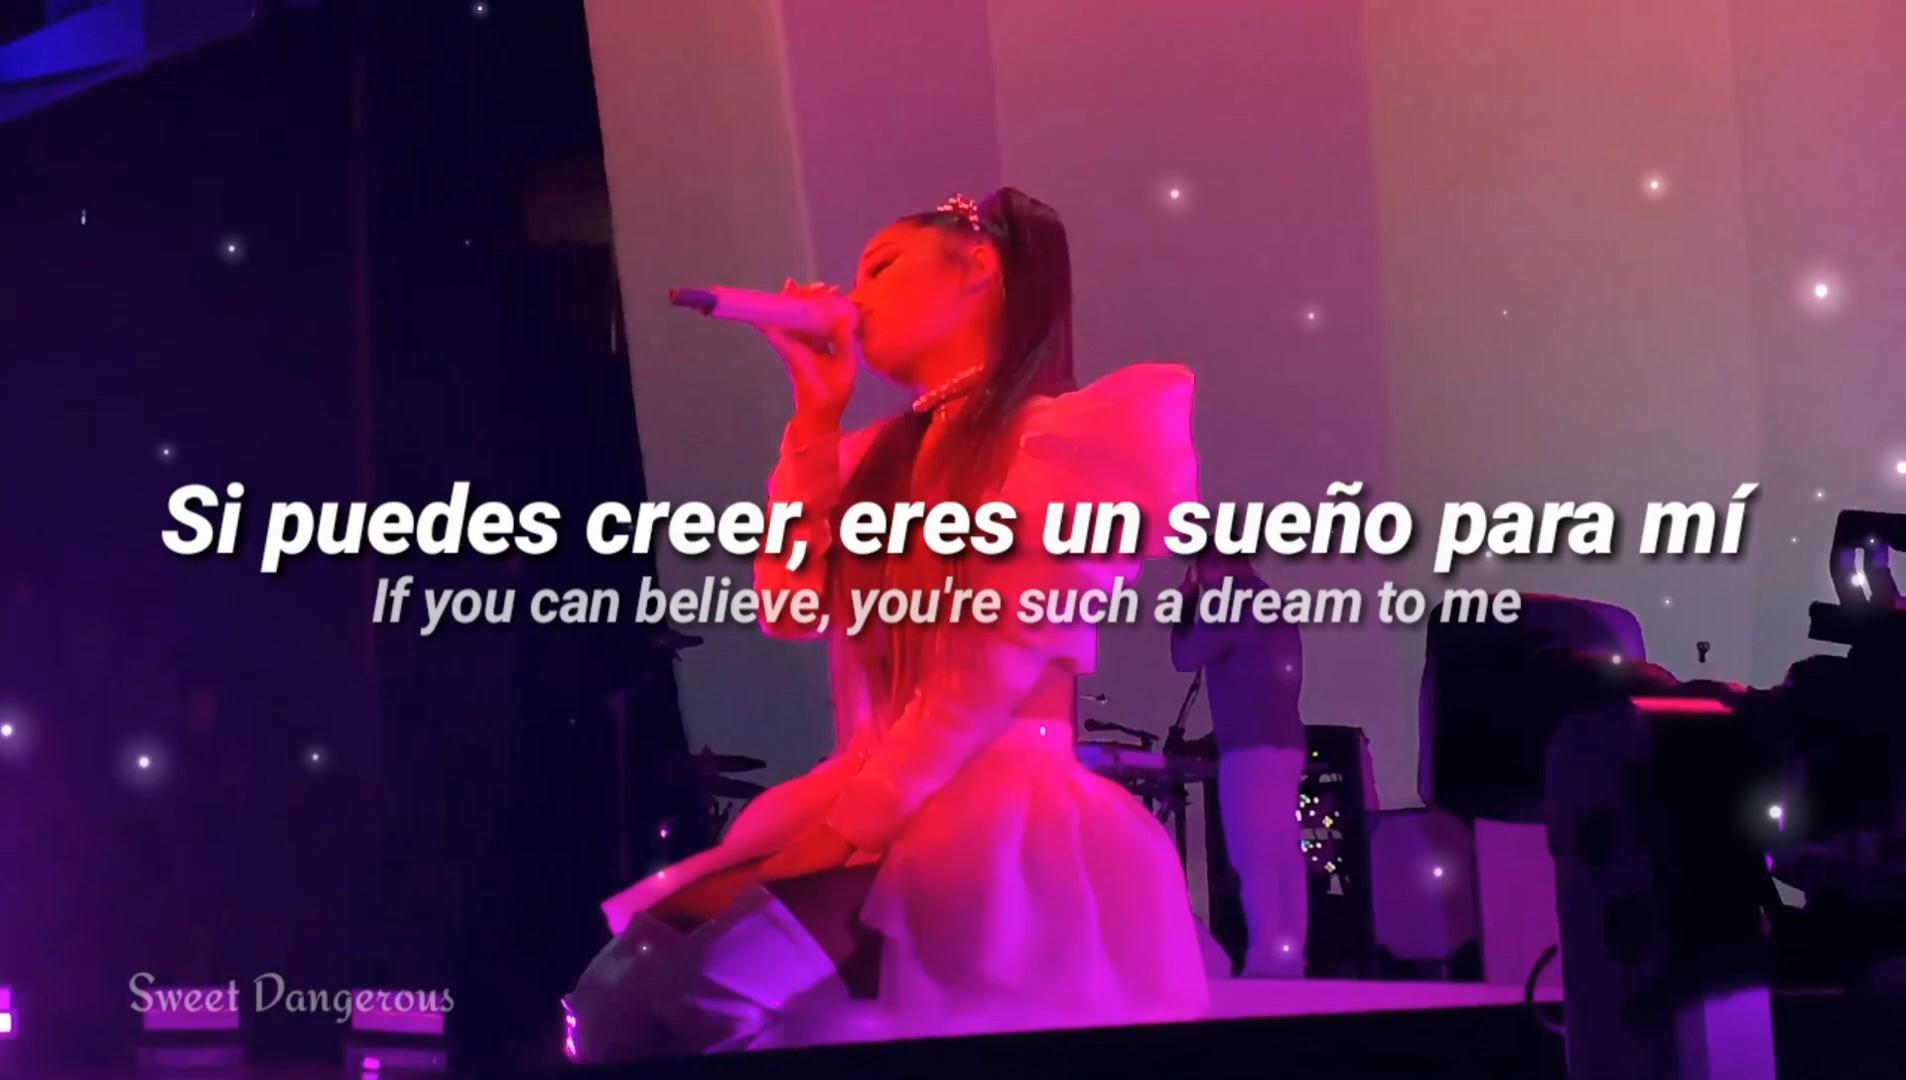 Si puedes creer, eres un sueño para mí
If you can believe, you're such a dream to me
Sweet Dangerous